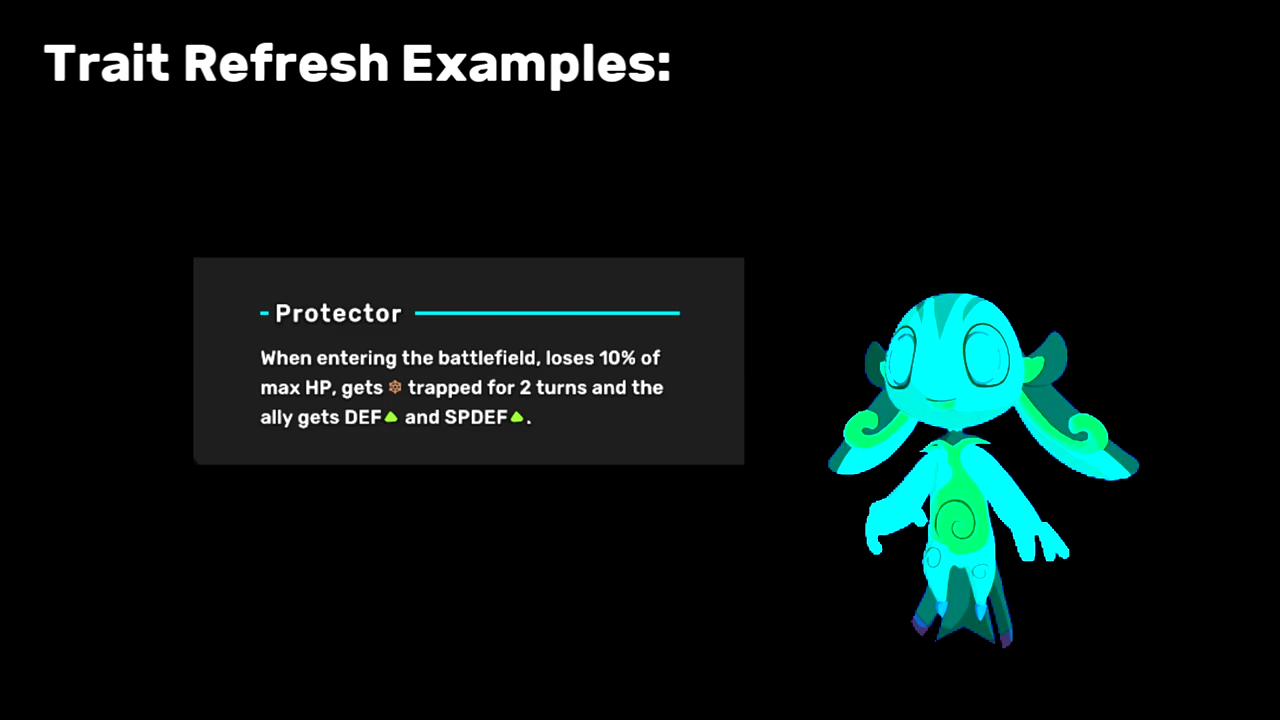 Trait Refresh Examples:
Protector
When entering the battlefield, loses 10% of
max HP, gets trapped for 2 turns and the
ally gets DEF and SPDEF.